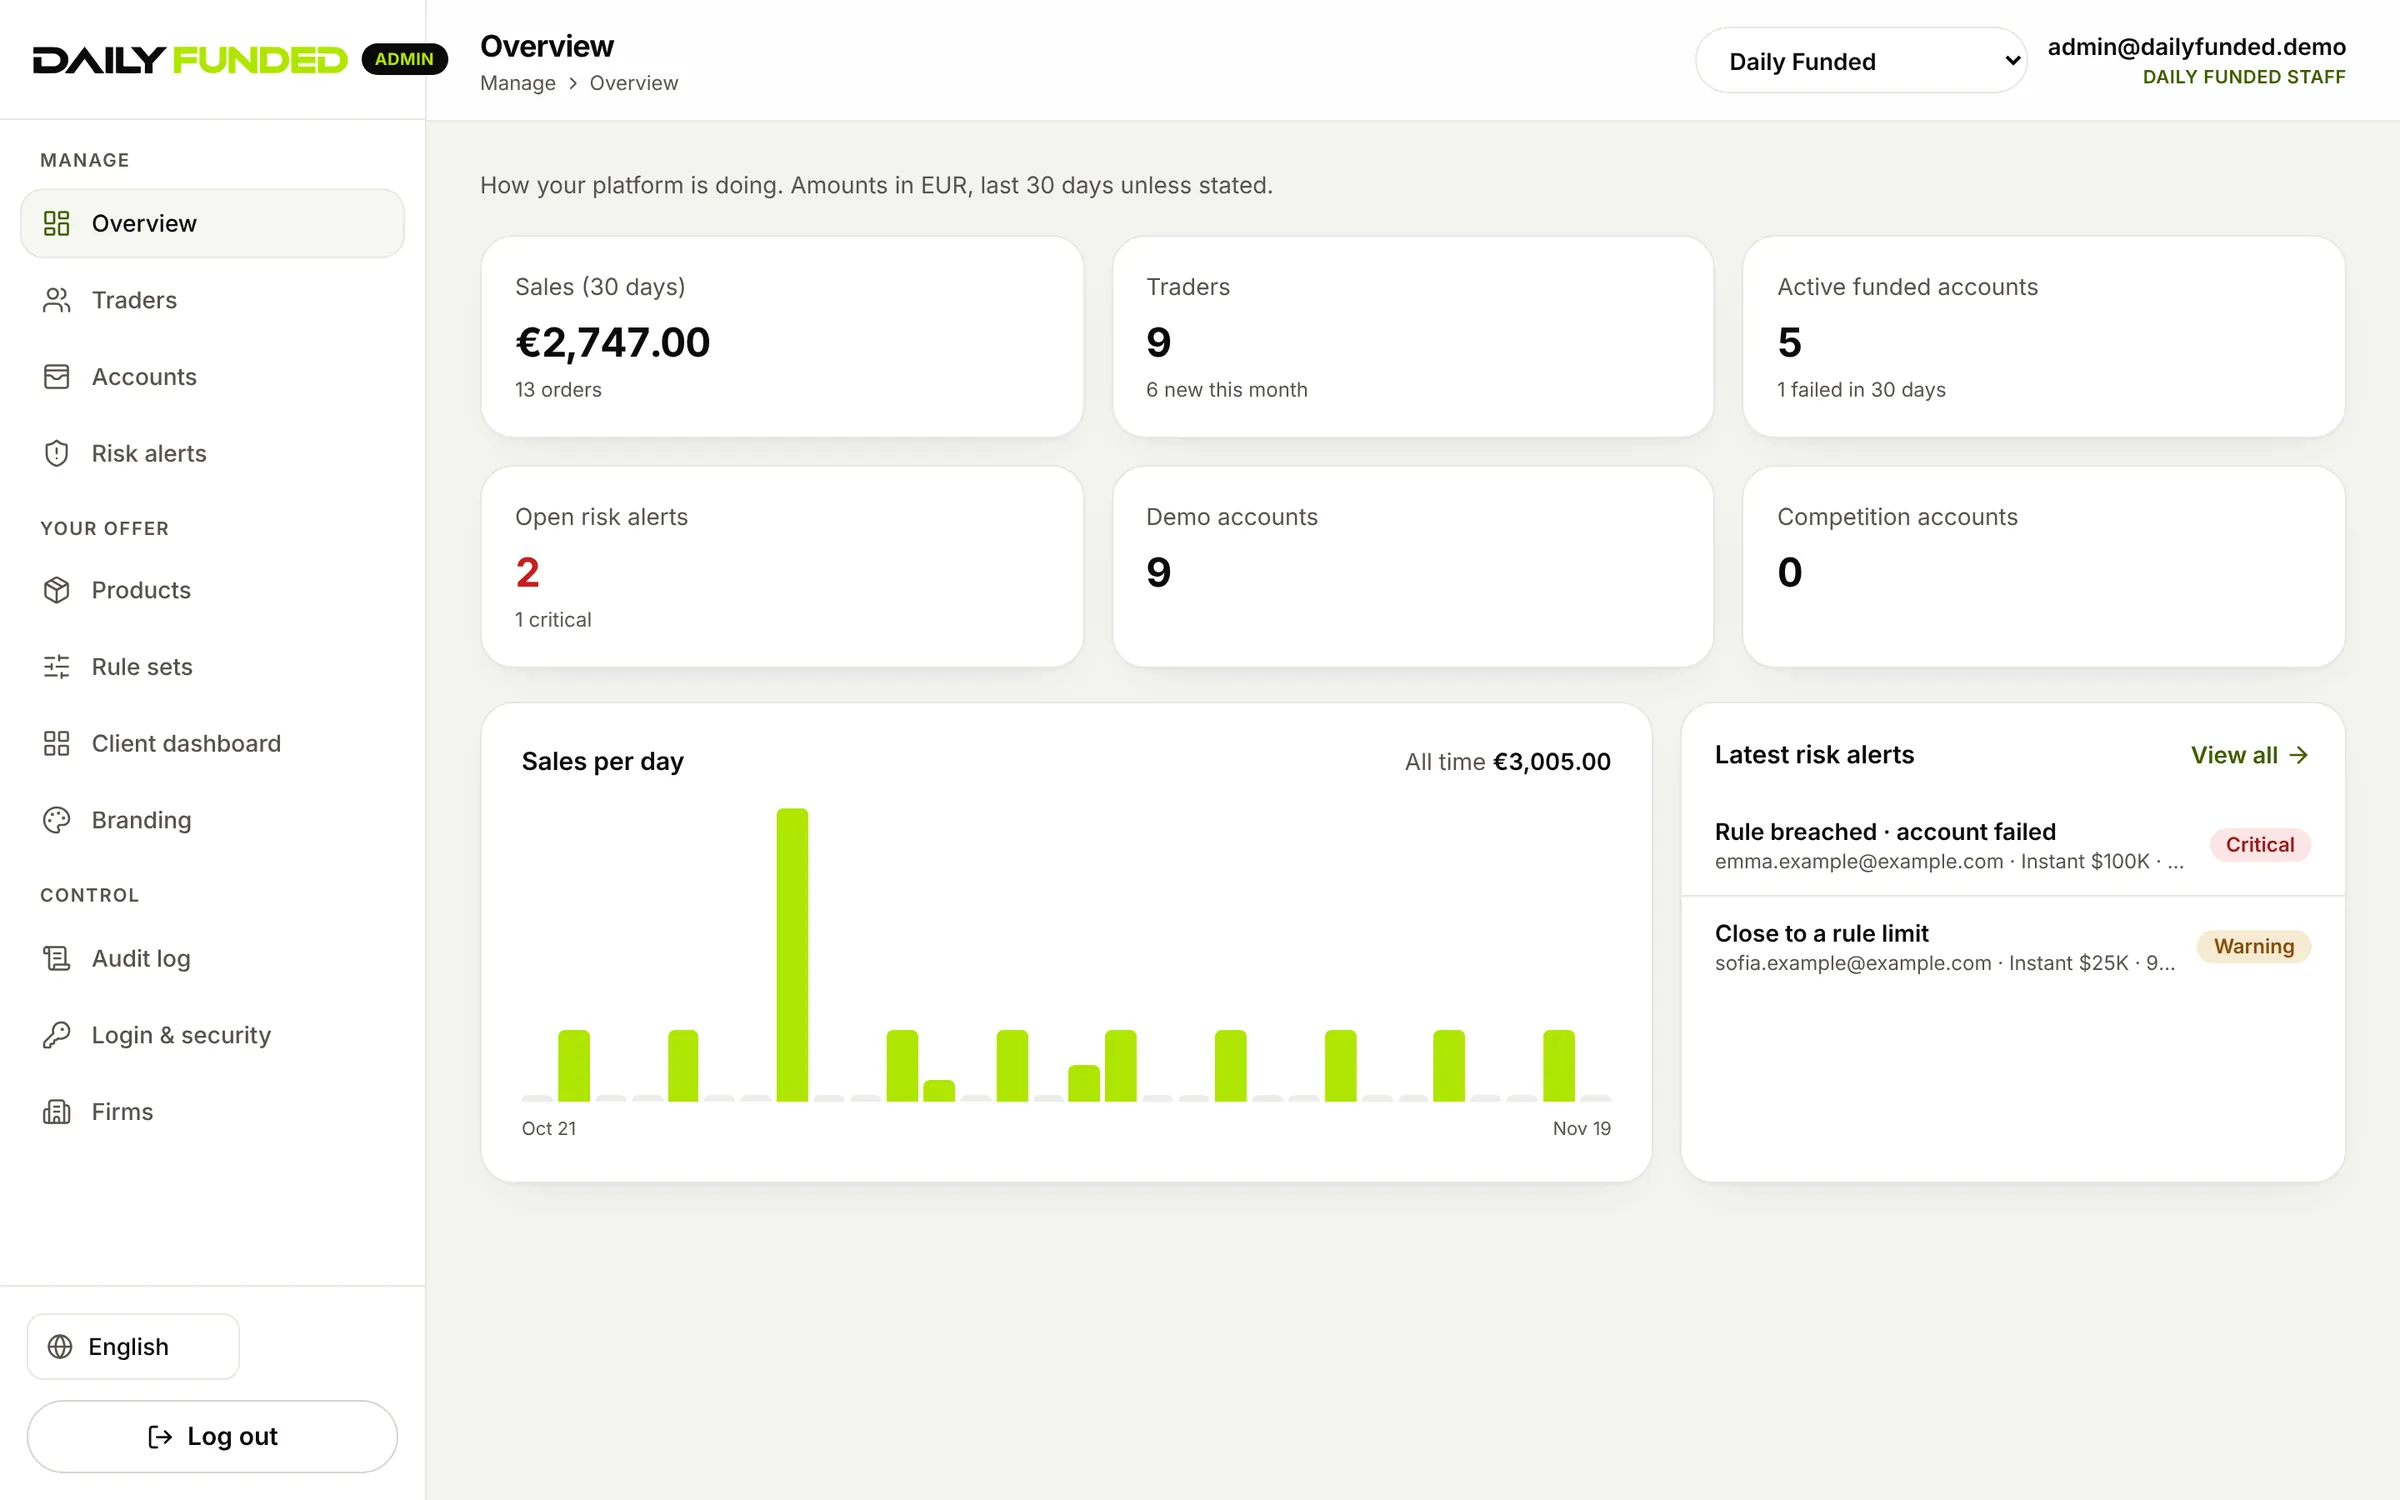 DAILY FUNDED ADMIN
MANAGE
Overview
Traders
Accounts
Risk alerts
YOUR OFFER
Products
Rule sets
Client dashboard
Branding
CONTROL
Audit log
Login & security
Firms
English
Log out
Overview
Manage > Overview
Daily Funded
admin@dailyfunded.demo
DAILY FUNDED STAFF
How your platform is doing. Amounts in EUR, last 30 days unless stated.
Sales (30 days)
€2,747.00
13 orders
Traders
9
6 new this month
Active funded accounts
5
1 failed in 30 days
Open risk alerts
2
1 critical
Demo accounts
9
Competition accounts
0
Sales per day
All time €3,005.00
Oct 21
Nov 19
Latest risk alerts
View all →
Rule breached · account failed
emma.example@example.com · Instant $100K · ...
Critical
Close to a rule limit
sofia.example@example.com · Instant $25K · 9...
Warning